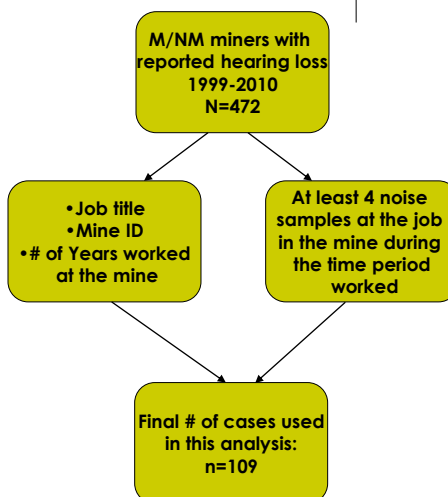 M/NM miners with
reported hearing loss
1999-2010
N=472
•Job title
•Mine ID
•# of Years worked
at the mine
At least 4 noise
samples at the job
in the mine during
the time period
worked
Final # of cases used
in this analysis:
n=109